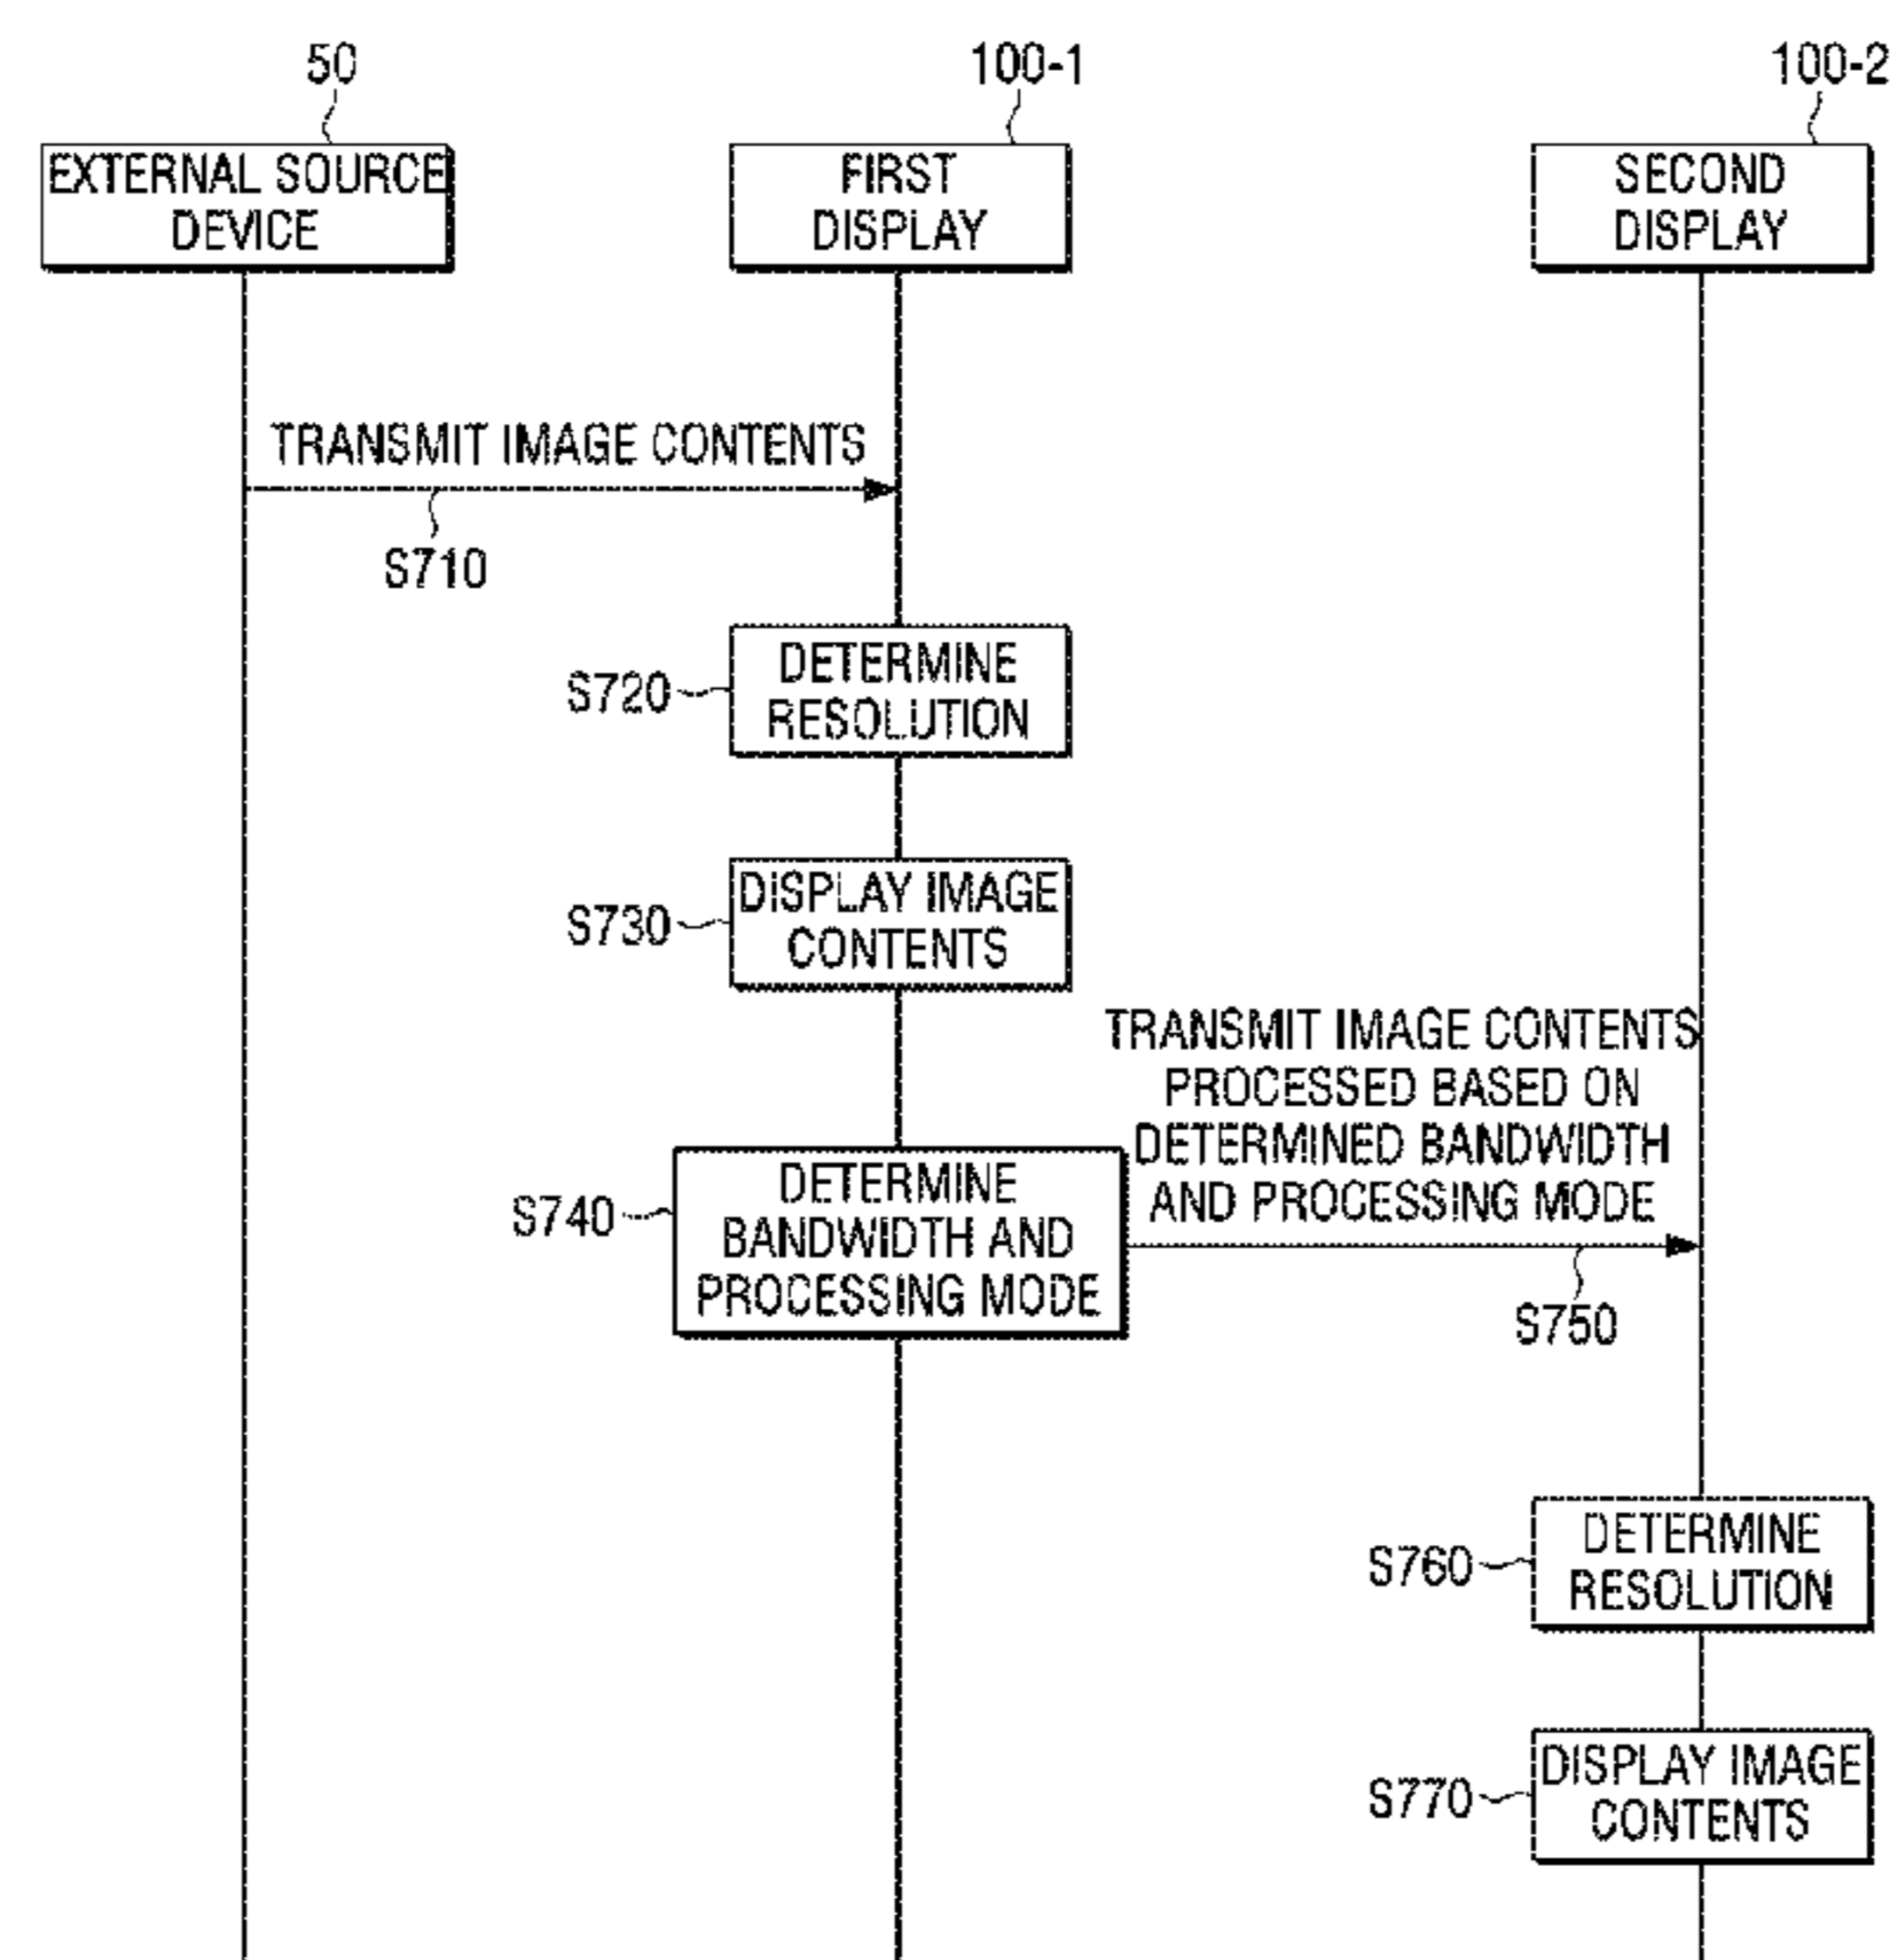 50
100-1
100-2
EXTERNAL SOURCE
DEVICE
FIRST
DISPLAY
SECOND
DISPLAY
TRANSMIT IMAGE CONTENTS
S710
S720
DETERMINE
RESOLUTION
S730
DISPLAY IMAGE
CONTENTS
TRANSMIT IMAGE CONTENTS
PROCESSED BASED ON
DETERMINED BANDWIDTH
AND PROCESSING MODE
S740
DETERMINE
BANDWIDTH AND
PROCESSING MODE
S750
S760
DETERMINE
RESOLUTION
S770
DISPLAY IMAGE
CONTENTS